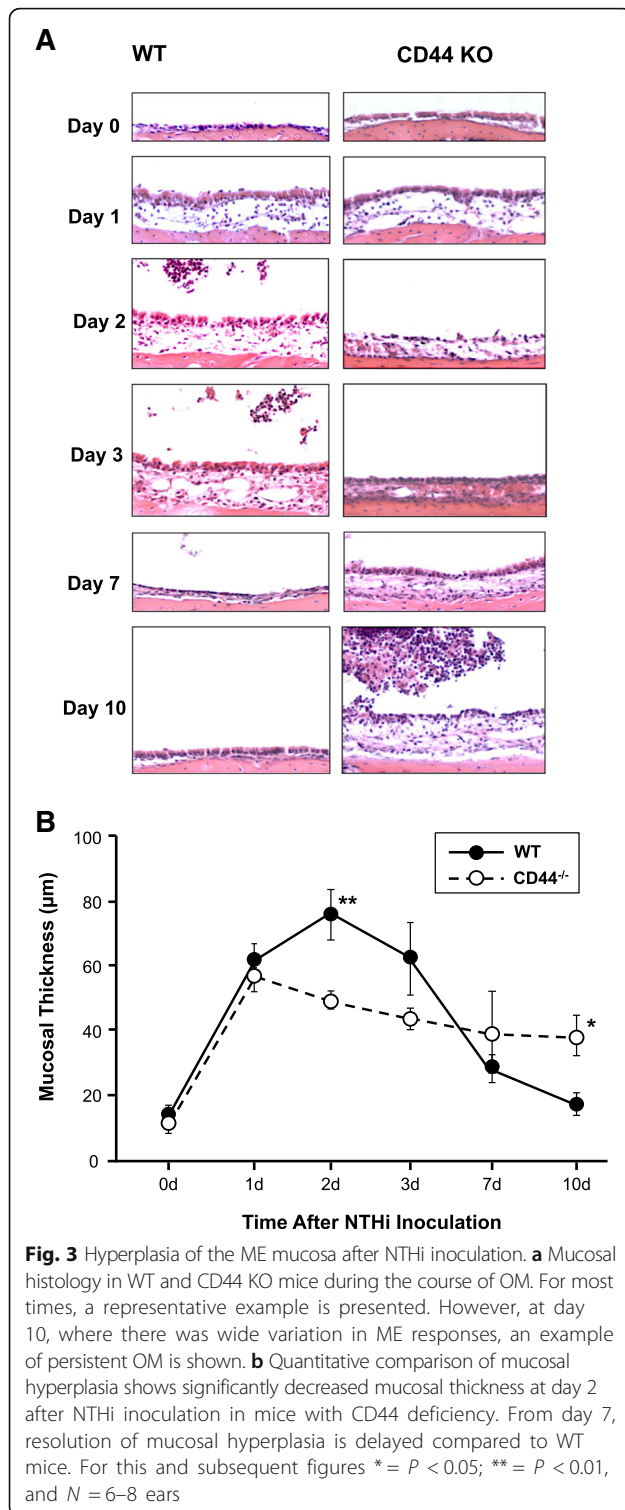 A
WT CD44 KO
Day 0
Day 1
Day 2
Day 3
Day 7
Day 10
B
100
80
60
40
20
0
Mucosal Thickness (μm)
WT
CD44-/-
**
*
0d 1d 2d 3d 7d 10d
Time After NTHi Inoculation
Fig. 3 Hyperplasia of the ME mucosa after NTHi inoculation. a Mucosal
histology in WT and CD44 KO mice during the course of OM. For most
times, a representative example is presented. However, at day
10, where there was wide variation in ME responses, an example
of persistent OM is shown. b Quantitative comparison of mucosal
hyperplasia shows significantly decreased mucosal thickness at day 2
after NTHi inoculation in mice with CD44 deficiency. From day 7,
resolution of mucosal hyperplasia is delayed compared to WT
mice. For this and subsequent figures * = P < 0.05; ** = P < 0.01,
and N = 6–8 ears